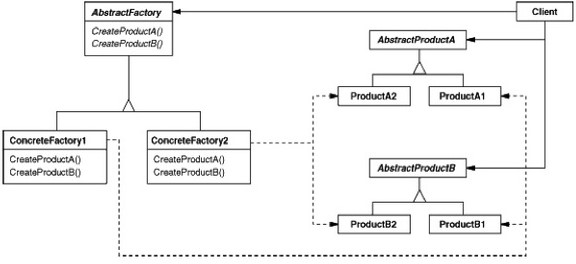 AbstractFactory
CreateProductA()
CreateProductB()
Client
AbstractProductA
ProductA2
ProductA1
ConcreteFactory1
CreateProductA()
CreateProductB()
ConcreteFactory2
CreateProductA()
CreateProductB()
AbstractProductB
ProductB2
ProductB1